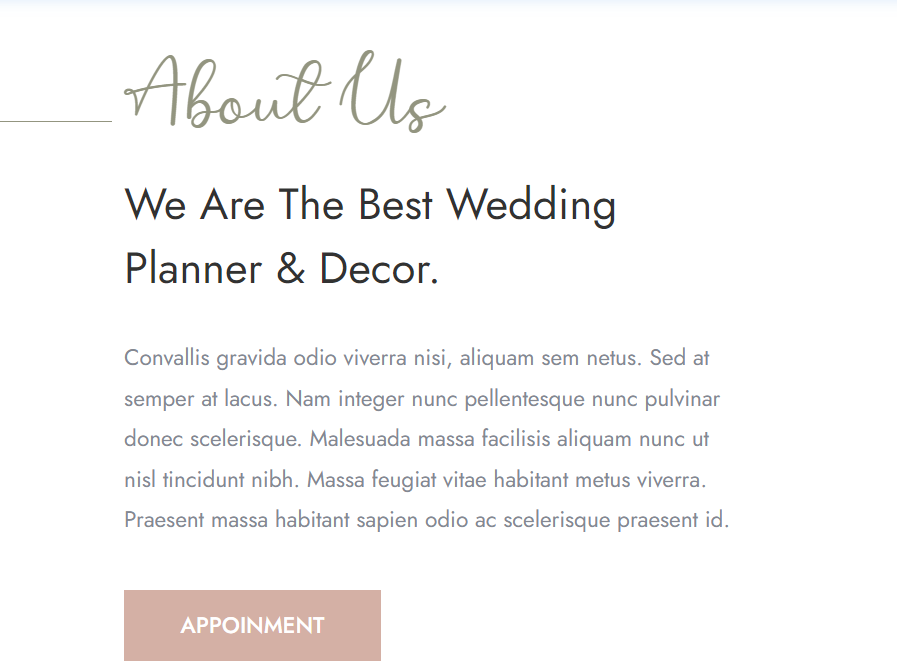 About Us
We Are The Best Wedding
Planner & Decor.
Convallis gravida odio viverra nisi, aliquam sem netus. Sed at
semper at lacus. Nam integer nunc pellentesque nunc pulvinar
donec scelerisque. Malesuada massa facilisis aliquam nunc ut
nisl tincidunt nibh. Massa feugiat vitae habitant metus viverra.
Praesent massa habitant sapien odio ac scelerisque praesent id.
APPOINMENT